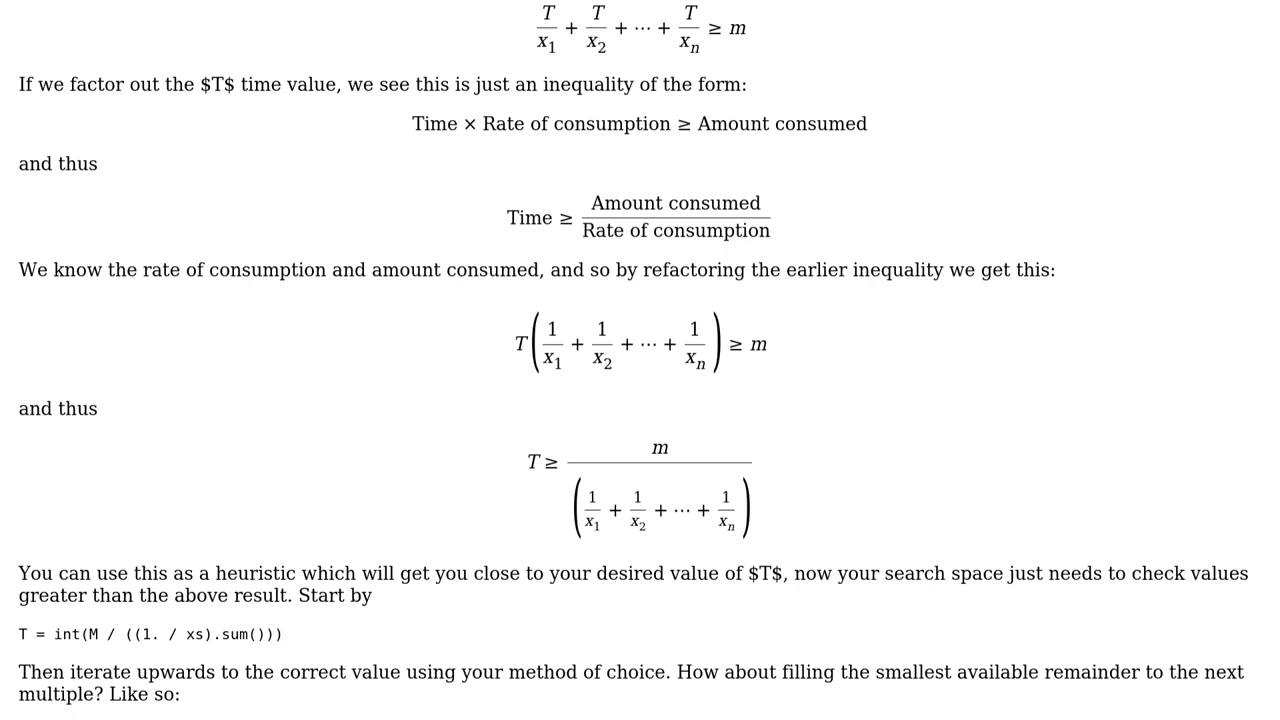 T/x₁ + T/x₂ + ⋯ + T/xₙ ≥ m
If we factor out the $T$ time value, we see this is just an inequality of the form:
Time × Rate of consumption ≥ Amount consumed
and thus
Time ≥ Amount consumed / Rate of consumption
We know the rate of consumption and amount consumed, and so by refactoring the earlier inequality we get this:
T(1/x₁ + 1/x₂ + ⋯ + 1/xₙ) ≥ m
and thus
T ≥ m / (1/x₁ + 1/x₂ + ⋯ + 1/xₙ)
You can use this as a heuristic which will get you close to your desired value of $T$, now your search space just needs to check values
greater than the above result. Start by
T = int(M / ((1. / xs).sum()))
Then iterate upwards to the correct value using your method of choice. How about filling the smallest available remainder to the next
multiple? Like so: